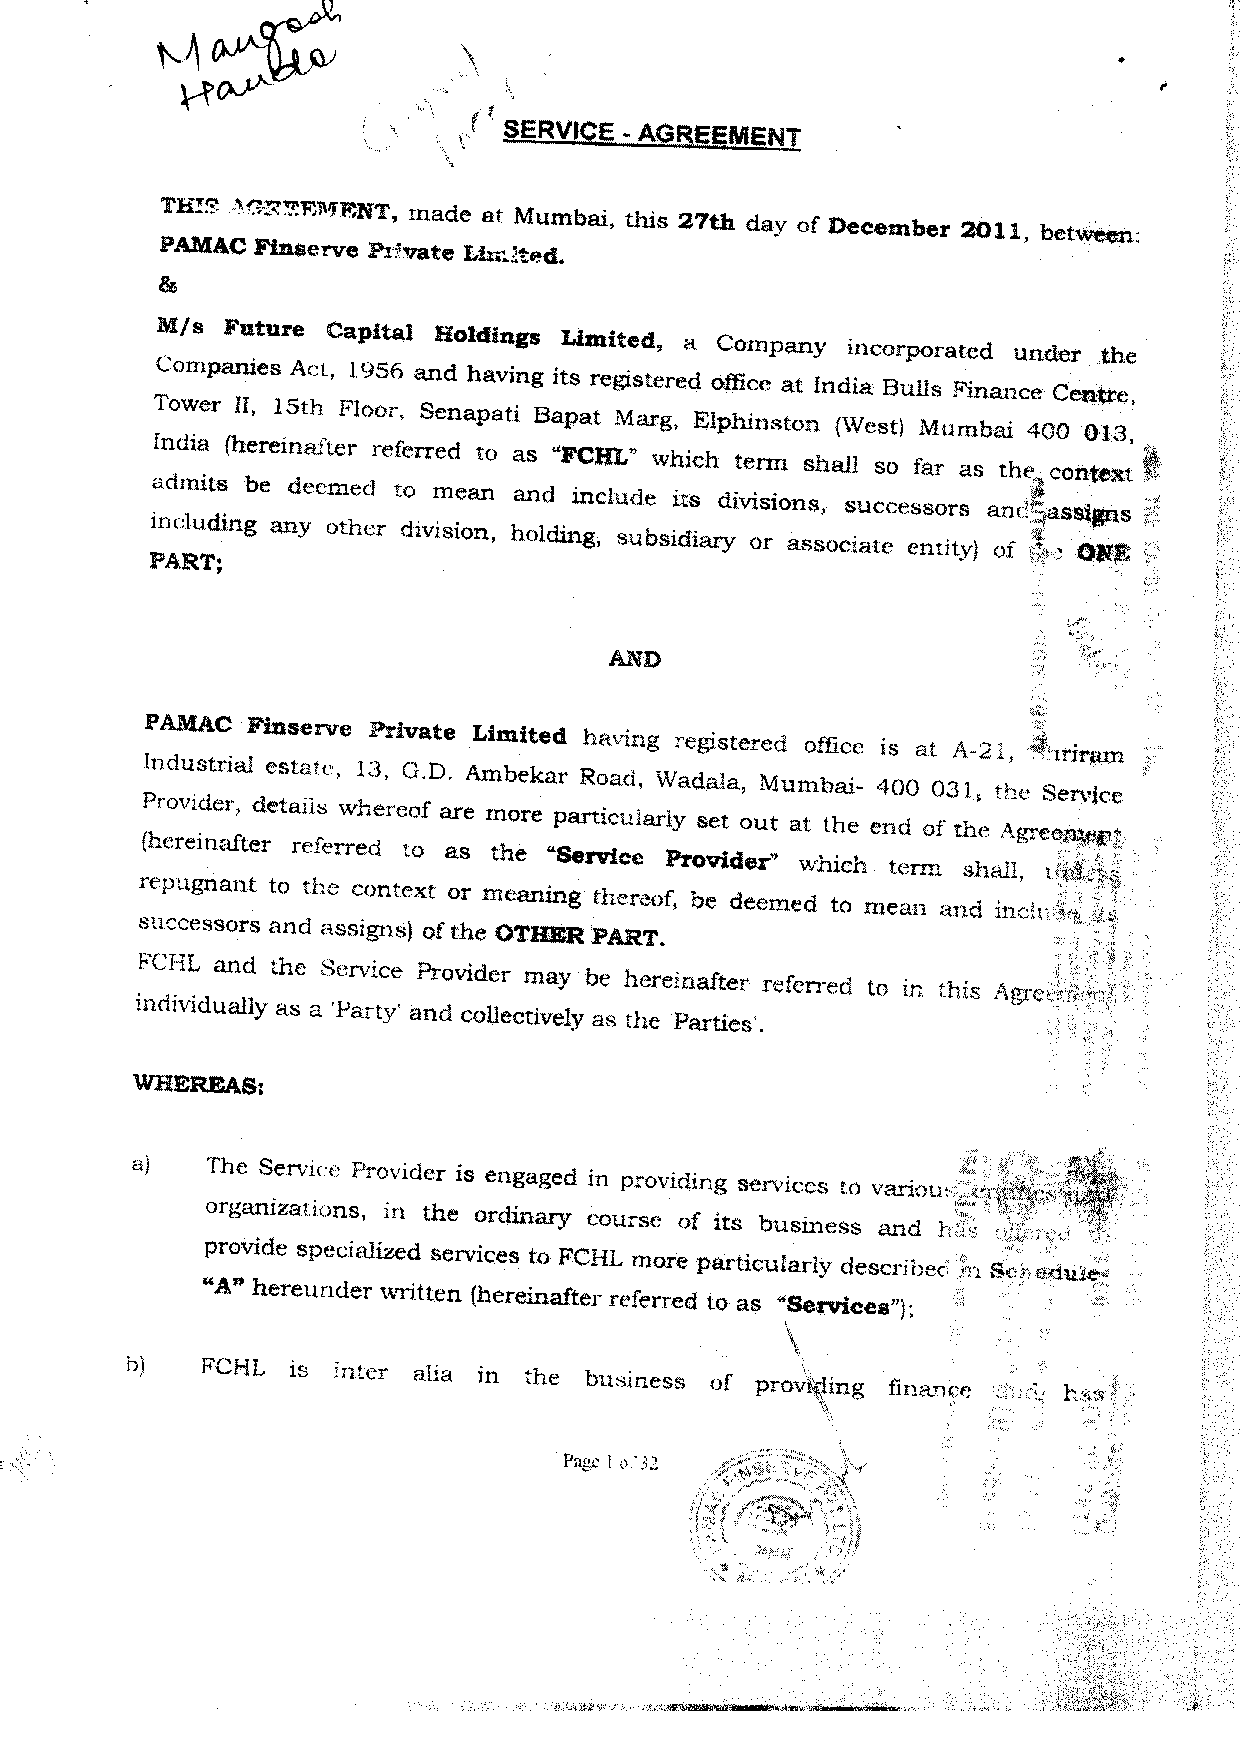 Mangesh
SERVICE - AGREEMENT
THIS AGREEMENT, made at Mumbai, this 27th day of December 2011, between:
PAMAC Finserve Private Limited.
&
M/s Future Capital Holdings Limited, a Company incorporated under the
Companies Act, 1956 and having its registered office at India Bulls Finance Centre,
Tower II, 15th Floor, Senapati Bapat Marg, Elphinston (West) Mumbai 400 013,
India (hereinafter referred to as “FCHL” which term shall so far as the context
admits be deemed to mean and include its divisions, successors and assigns
including any other division, holding, subsidiary or associate entity) of the ONE
PART;
AND
PAMAC Finserve Private Limited having registered office is at A-21,
Industrial estate, 13, G.D. Ambekar Road, Wadala, Mumbai- 400 031, the Service
Provider, details whereof are more particularly set out at the end of the Agreement
(hereinafter referred to as the “Service Provider” which term shall, unless
repugnant to the context or meaning thereof, be deemed to mean and include its
successors and assigns) of the OTHER PART.
FCHL and the Service Provider may be hereinafter referred to in this Agreement
individually as a 'Party' and collectively as the 'Parties'.
WHEREAS:
a) The Service Provider is engaged in providing services to various
organizations, in the ordinary course of its business and has offered to
provide specialized services to FCHL more particularly described in Schedule
“A” hereunder written (hereinafter referred to as “Services”);
b) FCHL is inter alia in the business of providing finance and has
Page 1 of 32